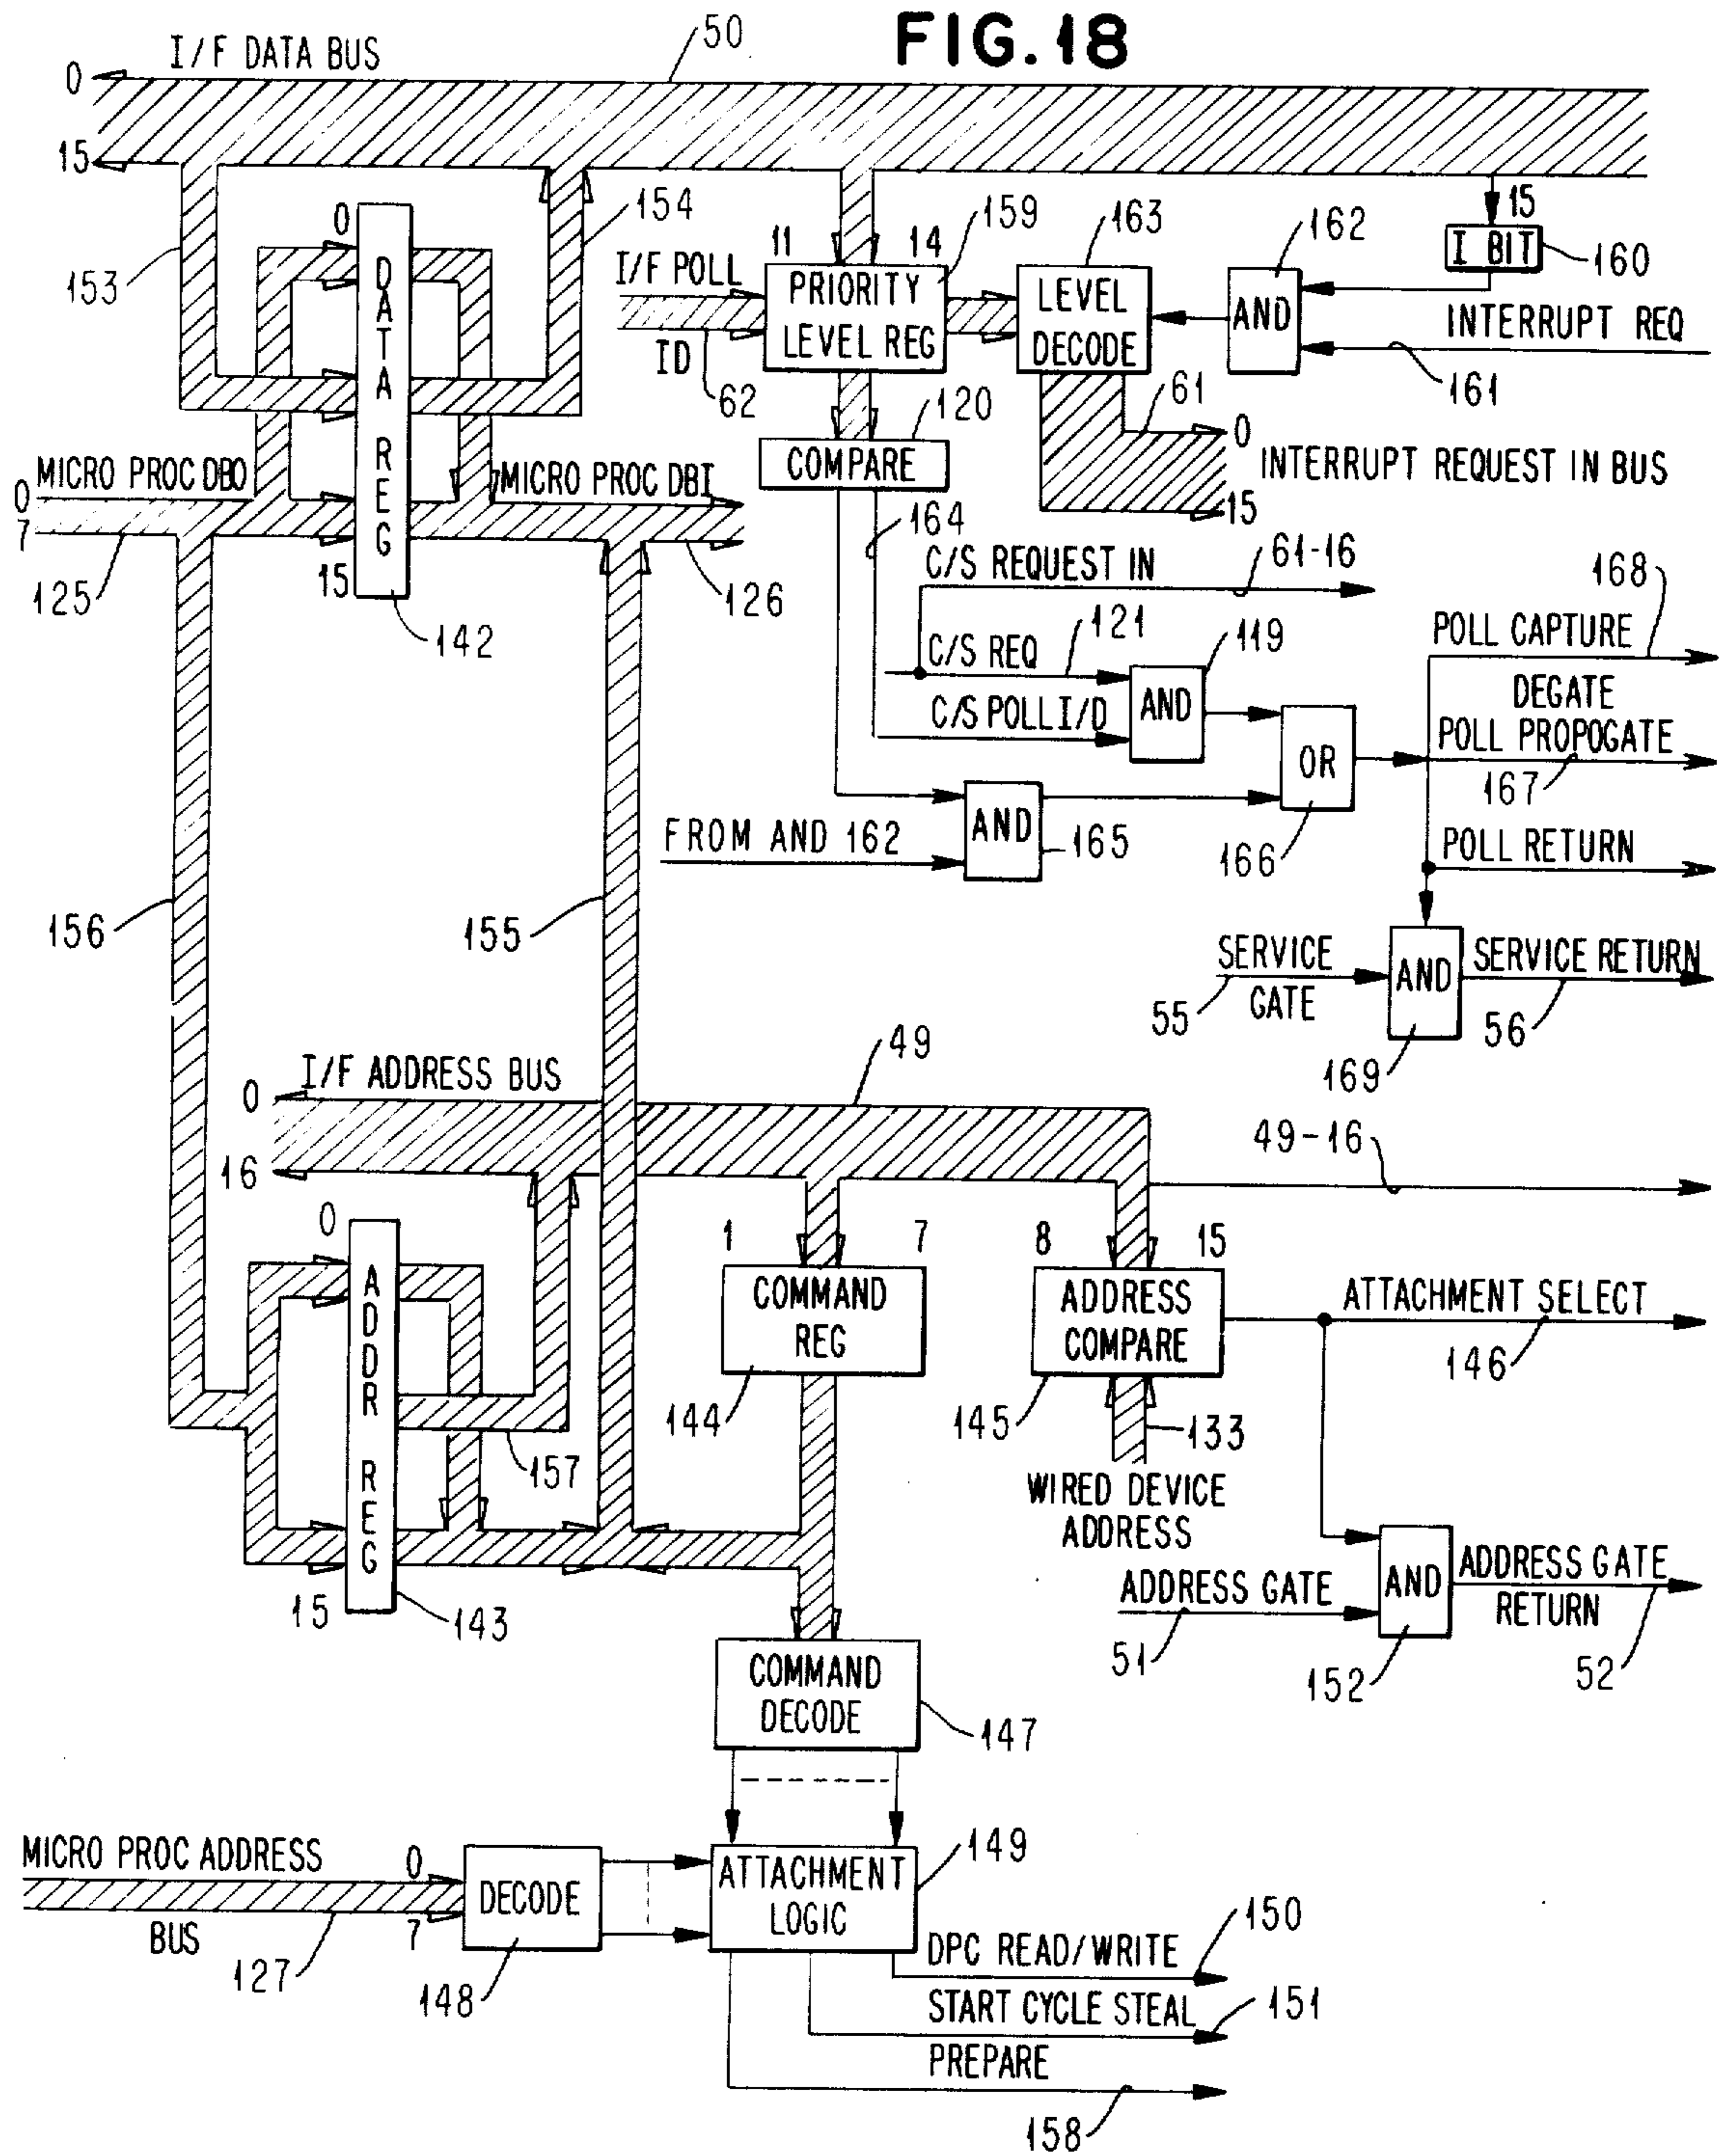 FIG.18
I/F DATA BUS
50
0
15
153
154
0
DATA REG
15
142
MICRO PROC DBO
0
7
125
MICRO PROC DBI
126
I/F POLL
ID
62
11
14
159
PRIORITY
LEVEL REG
163
LEVEL
DECODE
162
AND
15
I BIT
160
INTERRUPT REQ
161
120
COMPARE
61
0
INTERRUPT REQUEST IN BUS
15
164
C/S REQUEST IN
61-16
C/S REQ
121
119
C/S POLL I/D
AND
OR
166
FROM AND 162
AND
165
168
POLL CAPTURE
DEGATE
POLL PROPOGATE
167
POLL RETURN
SERVICE
GATE
55
AND
169
SERVICE RETURN
56
156
155
I/F ADDRESS BUS
0
16
49
49-16
0
ADDR REG
15
143
157
1
7
COMMAND
REG
144
8
15
ADDRESS
COMPARE
145
133
WIRED DEVICE
ADDRESS
ATTACHMENT SELECT
146
ADDRESS GATE
51
AND
152
ADDRESS GATE
RETURN
52
COMMAND
DECODE
147
MICRO PROC ADDRESS
BUS
0
7
127
DECODE
148
ATTACHMENT
LOGIC
149
DPC READ/WRITE
150
START CYCLE STEAL
151
PREPARE
158